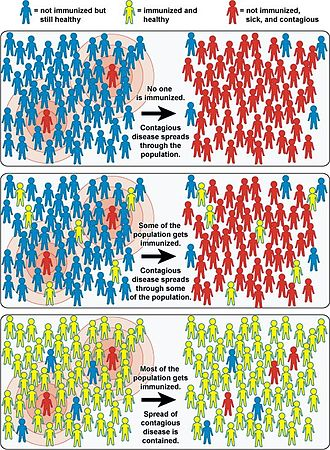 = not immunized but
still healthy
= immunized and
healthy
= not immunized,
sick, and contagious
No one
is immunized.
Contagious
disease spreads
through the
population.
Some of the
population gets
immunized.
Contagious
disease spreads
through some
of the population.
Most of the
population gets
immunized.
Spread of
contagious
disease is
contained.